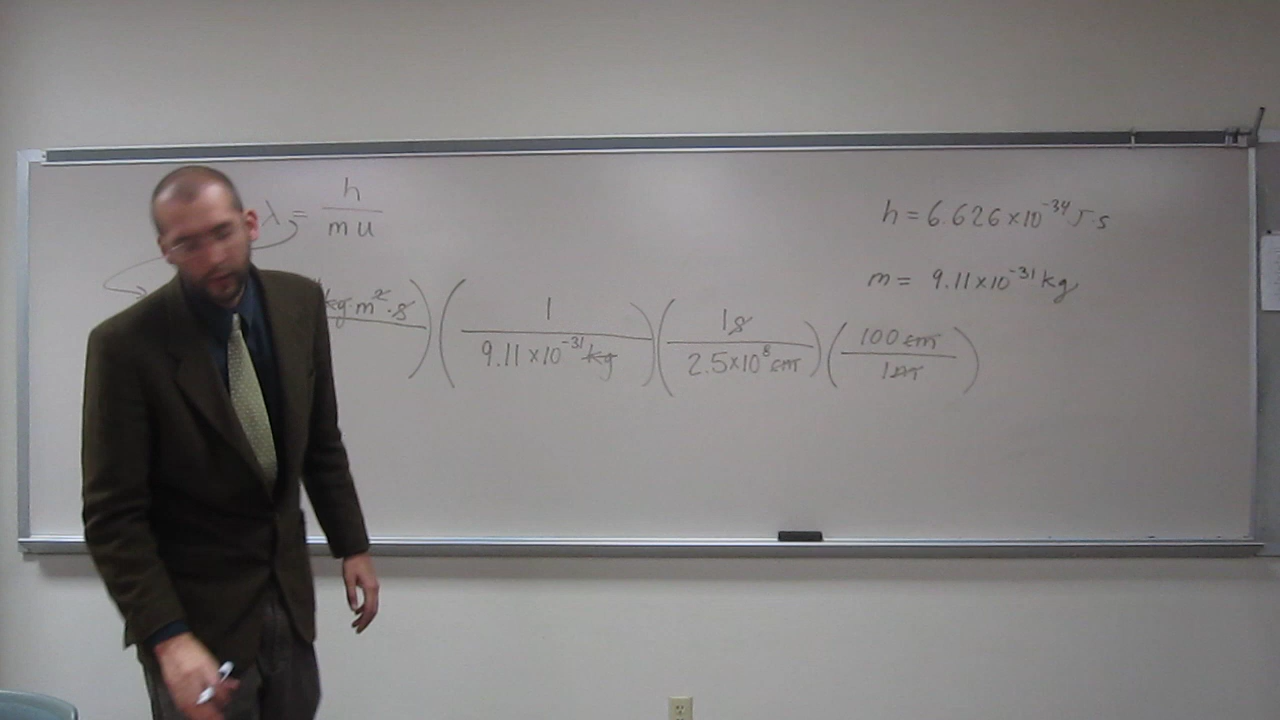 λ = h / m u
h = 6.626 × 10⁻³⁴ J·s
m = 9.11 × 10⁻³¹ kg
kg·m²·s ) ( 1 / 9.11 × 10⁻³¹ kg ) ( 1 s / 2.5 × 10⁸ cm ) ( 100 cm / 1 m )